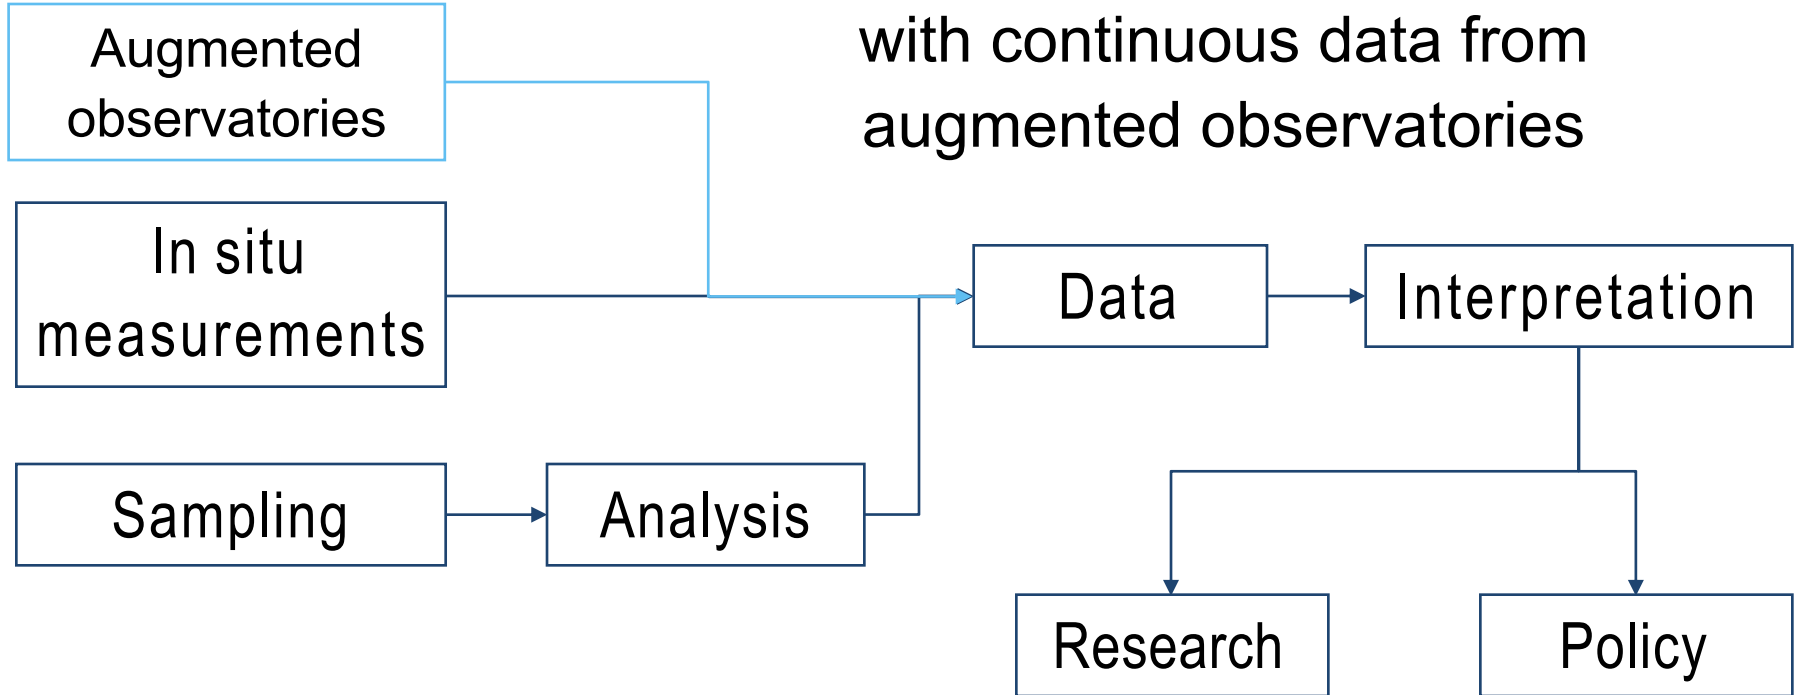 Augmented
observatories
with continuous data from
augmented observatories
In situ
measurements
Data
Interpretation
Sampling
Analysis
Research
Policy